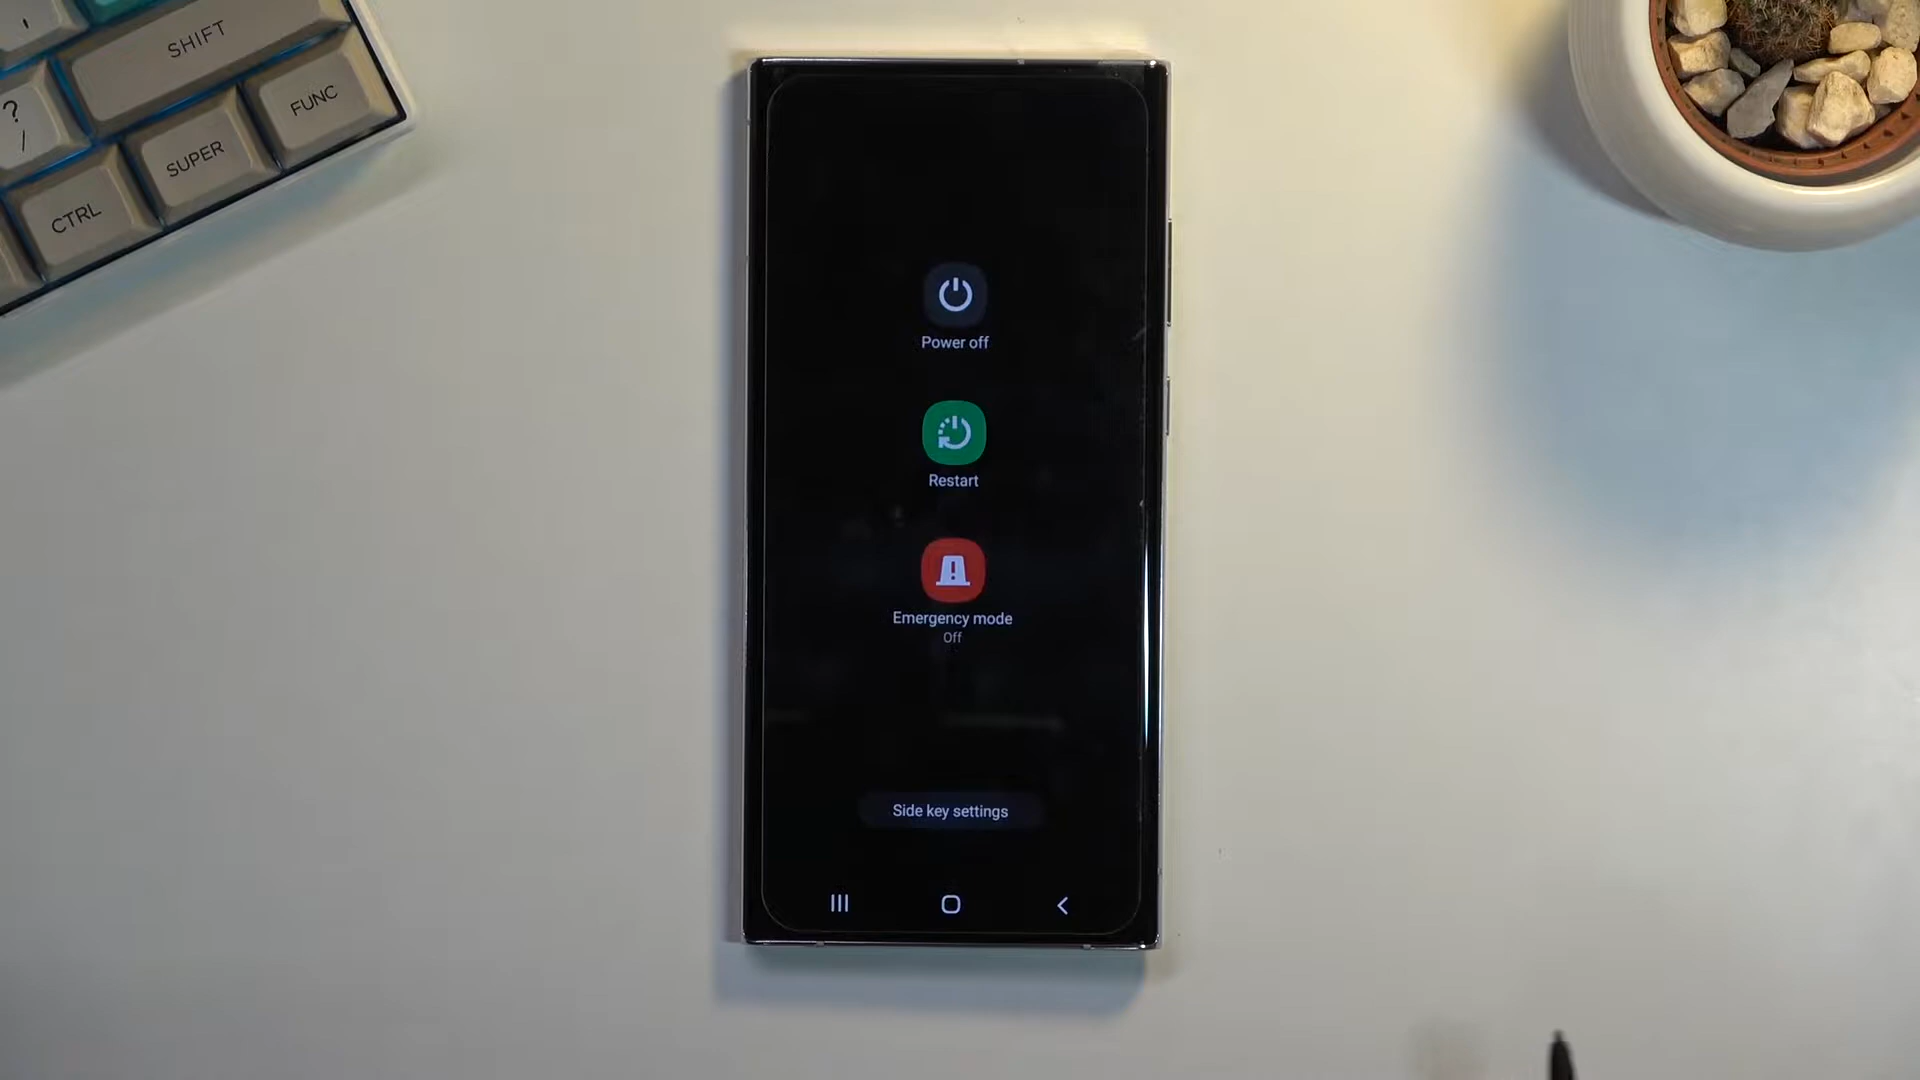 SHIFT
FUNC
?
/
SUPER
CTRL
Power off
Restart
Emergency mode
Off
Side key settings